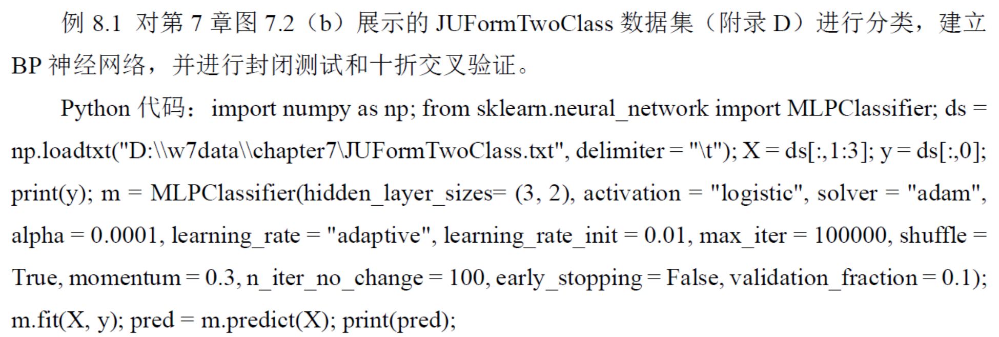 例 8.1 对第 7 章图 7.2（b）展示的 JUFormTwoClass 数据集（附录 D）进行分类，建立
BP 神经网络，并进行封闭测试和十折交叉验证。
Python 代码：import numpy as np; from sklearn.neural_network import MLPClassifier; ds =
np.loadtxt("D:\\w7data\\chapter7\JUFormTwoClass.txt", delimiter = "\t"); X = ds[:,1:3]; y = ds[:,0];
print(y); m = MLPClassifier(hidden_layer_sizes= (3, 2), activation = "logistic", solver = "adam",
alpha = 0.0001, learning_rate = "adaptive", learning_rate_init = 0.01, max_iter = 100000, shuffle =
True, momentum = 0.3, n_iter_no_change = 100, early_stopping = False, validation_fraction = 0.1);
m.fit(X, y); pred = m.predict(X); print(pred);